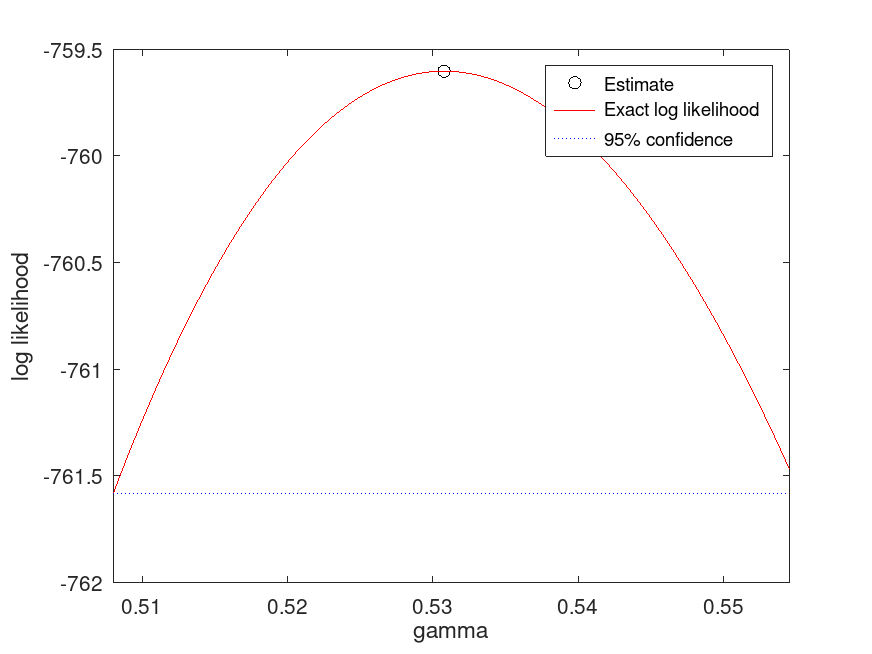 -759.5
Estimate
Exact log likelihood
95% confidence
-760
-760.5
-761
-761.5
-762
log likelihood
0.51 0.52 0.53 0.54 0.55
gamma